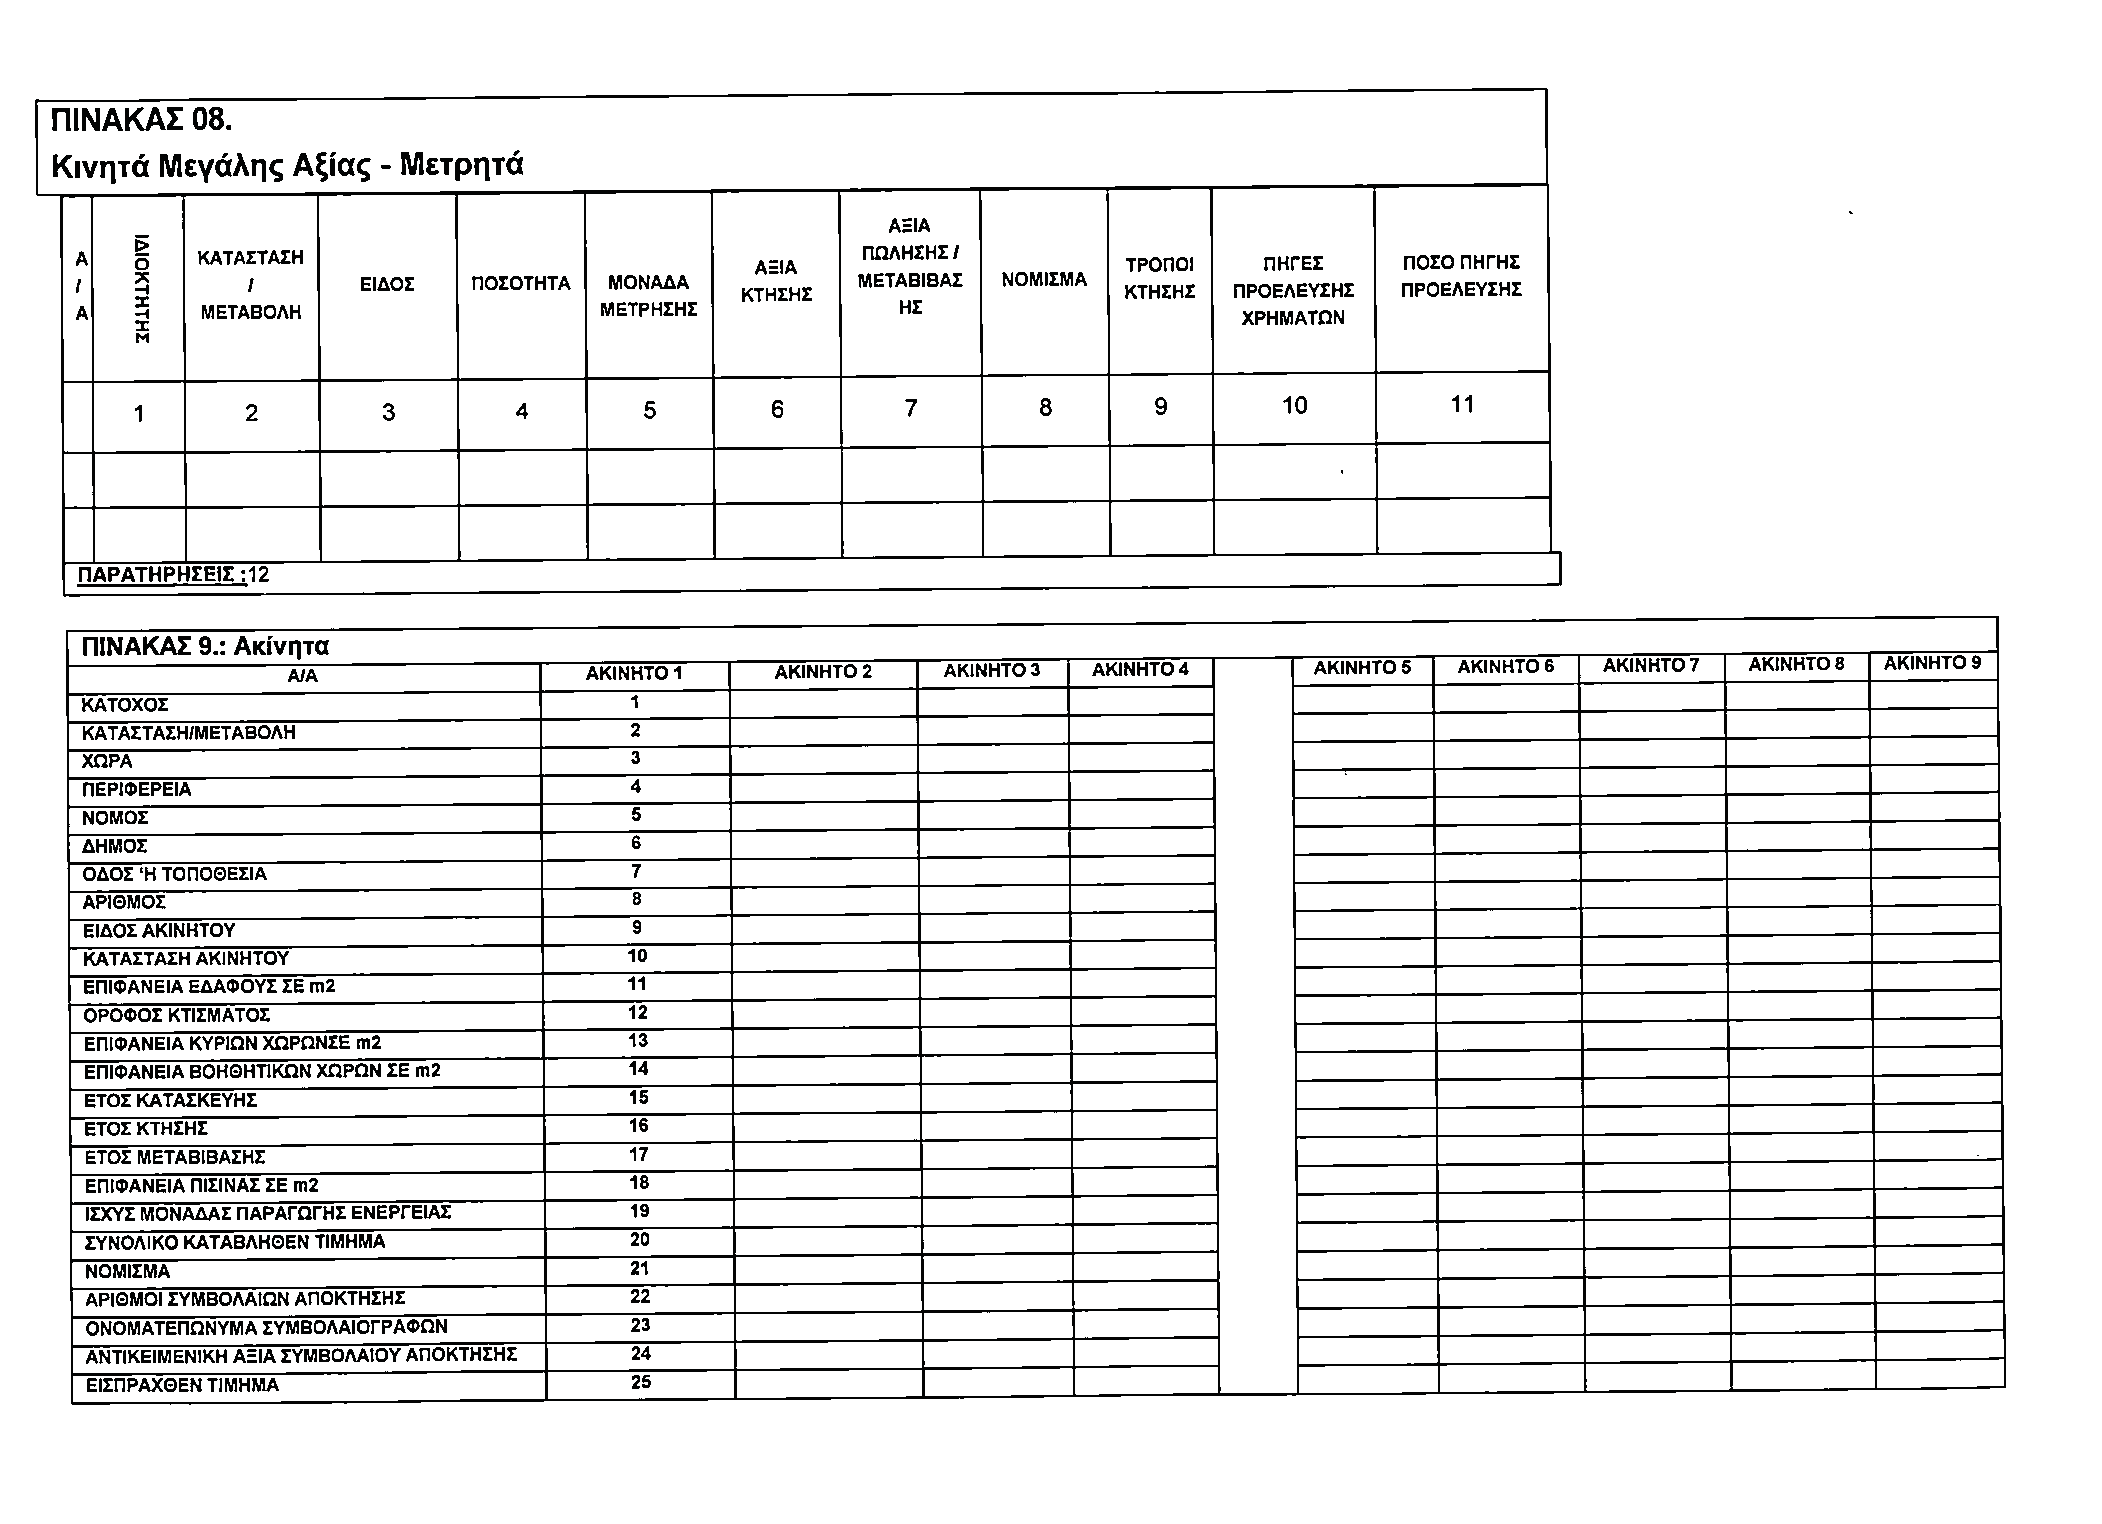 ΠΙΝΑΚΑΣ 08.
Κινητά Μεγάλης Αξίας - Μετρητά
Α / Α ΙΔΙΟΚΤΗΤΗΣ ΚΑΤΑΣΤΑΣΗ / ΜΕΤΑΒΟΛΗ ΕΙΔΟΣ ΠΟΣΟΤΗΤΑ ΜΟΝΑΔΑ ΜΕΤΡΗΣΗΣ ΑΞΙΑ ΚΤΗΣΗΣ ΑΞΙΑ ΠΩΛΗΣΗΣ / ΜΕΤΑΒΙΒΑΣ ΗΣ ΝΟΜΙΣΜΑ ΤΡΟΠΟΙ ΚΤΗΣΗΣ ΠΗΓΕΣ ΠΡΟΕΛΕΥΣΗΣ ΧΡΗΜΑΤΩΝ ΠΟΣΟ ΠΗΓΗΣ ΠΡΟΕΛΕΥΣΗΣ
1 2 3 4 5 6 7 8 9 10 11
ΠΑΡΑΤΗΡΗΣΕΙΣ :12
ΠΙΝΑΚΑΣ 9.: Ακίνητα
Α/Α ΑΚΙΝΗΤΟ 1 ΑΚΙΝΗΤΟ 2 ΑΚΙΝΗΤΟ 3 ΑΚΙΝΗΤΟ 4 ΑΚΙΝΗΤΟ 5 ΑΚΙΝΗΤΟ 6 ΑΚΙΝΗΤΟ 7 ΑΚΙΝΗΤΟ 8 ΑΚΙΝΗΤΟ 9
ΚΑΤΟΧΟΣ 1
ΚΑΤΑΣΤΑΣΗ/ΜΕΤΑΒΟΛΗ 2
ΧΩΡΑ 3
ΠΕΡΙΦΕΡΕΙΑ 4
ΝΟΜΟΣ 5
ΔΗΜΟΣ 6
ΟΔΟΣ 'Η ΤΟΠΟΘΕΣΙΑ 7
ΑΡΙΘΜΟΣ 8
ΕΙΔΟΣ ΑΚΙΝΗΤΟΥ 9
ΚΑΤΑΣΤΑΣΗ ΑΚΙΝΗΤΟΥ 10
ΕΠΙΦΑΝΕΙΑ ΕΔΑΦΟΥΣ ΣΕ m2 11
ΟΡΟΦΟΣ ΚΤΙΣΜΑΤΟΣ 12
ΕΠΙΦΑΝΕΙΑ ΚΥΡΙΩΝ ΧΩΡΩΝΣΕ m2 13
ΕΠΙΦΑΝΕΙΑ ΒΟΗΘΗΤΙΚΩΝ ΧΩΡΩΝ ΣΕ m2 14
ΕΤΟΣ ΚΑΤΑΣΚΕΥΗΣ 15
ΕΤΟΣ ΚΤΗΣΗΣ 16
ΕΤΟΣ ΜΕΤΑΒΙΒΑΣΗΣ 17
ΕΠΙΦΑΝΕΙΑ ΠΙΣΙΝΑΣ ΣΕ m2 18
ΙΣΧΥΣ ΜΟΝΑΔΑΣ ΠΑΡΑΓΩΓΗΣ ΕΝΕΡΓΕΙΑΣ 19
ΣΥΝΟΛΙΚΟ ΚΑΤΑΒΛΗΘΕΝ ΤΙΜΗΜΑ 20
ΝΟΜΙΣΜΑ 21
ΑΡΙΘΜΟΙ ΣΥΜΒΟΛΑΙΩΝ ΑΠΟΚΤΗΣΗΣ 22
ΟΝΟΜΑΤΕΠΩΝΥΜΑ ΣΥΜΒΟΛΑΙΟΓΡΑΦΩΝ 23
ΑΝΤΙΚΕΙΜΕΝΙΚΗ ΑΞΙΑ ΣΥΜΒΟΛΑΙΟΥ ΑΠΟΚΤΗΣΗΣ 24
ΕΙΣΠΡΑΧΘΕΝ ΤΙΜΗΜΑ 25